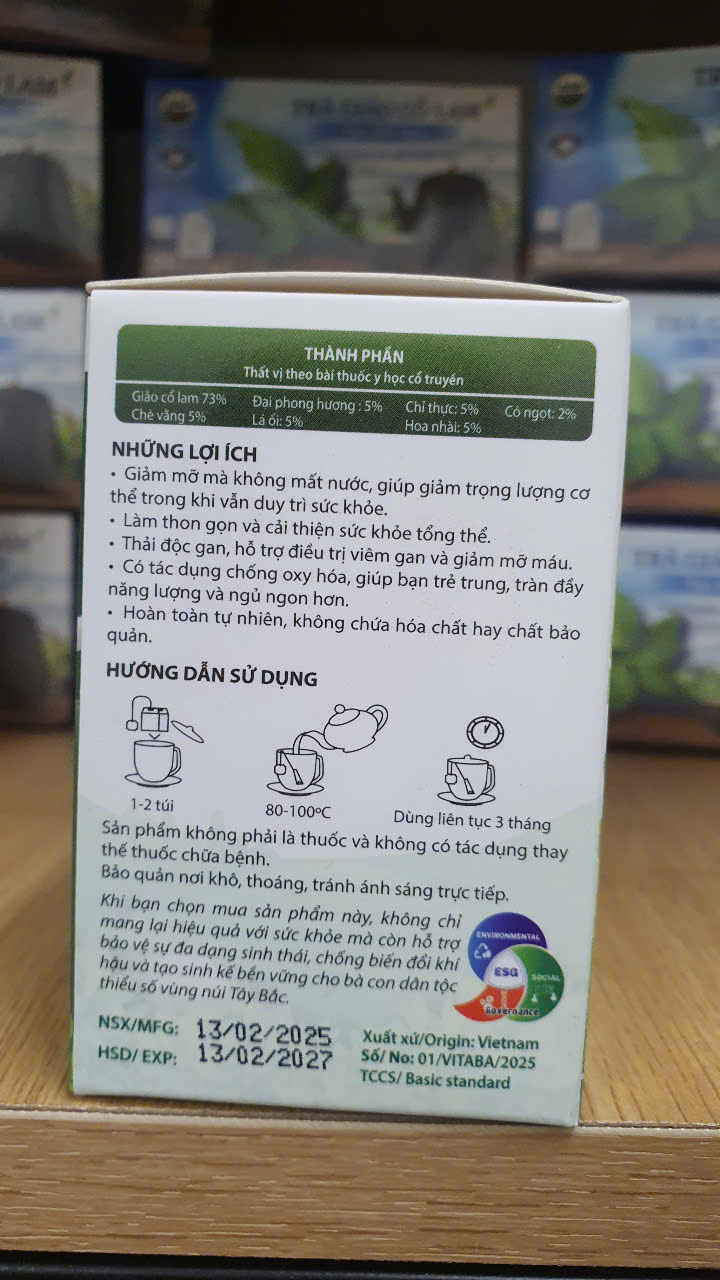 TRÀ GIẢO CỔ LAM
THÀNH PHẦN
Thất vị theo bài thuốc y học cổ truyền
Giảo cổ lam 73% Đại phong hương : 5% Chỉ thực: 5% Cỏ ngọt: 2%
Chè vằng 5% Lá ổi: 5% Hoa nhài: 5%
NHỮNG LỢI ÍCH
• Giảm mỡ mà không mất nước, giúp giảm trọng lượng cơ
thể trong khi vẫn duy trì sức khỏe.
• Làm thon gọn và cải thiện sức khỏe tổng thể.
• Thải độc gan, hỗ trợ điều trị viêm gan và giảm mỡ máu.
• Có tác dụng chống oxy hóa, giúp bạn trẻ trung, tràn đầy
năng lượng và ngủ ngon hơn.
• Hoàn toàn tự nhiên, không chứa hóa chất hay chất bảo
quản.
HƯỚNG DẪN SỬ DỤNG
1-2 túi
80-100ºC
Dùng liên tục 3 tháng
Sản phẩm không phải là thuốc và không có tác dụng thay
thế thuốc chữa bệnh.
Bảo quản nơi khô, thoáng, tránh ánh sáng trực tiếp.
Khi bạn chọn mua sản phẩm này, không chỉ
mang lại hiệu quả với sức khỏe mà còn hỗ trợ
bảo vệ sự đa dạng sinh thái, chống biến đổi khí
hậu và tạo sinh kế bền vững cho bà con dân tộc
thiểu số vùng núi Tây Bắc.
ENVIRONMENTAL
ESG
SOCIAL
Governance
NSX/MFG: 13/02/2025
HSD/ EXP: 13/02/2027
Xuất xứ/Origin: Vietnam
Số/ No: 01/VITABA/2025
TCCS/ Basic standard